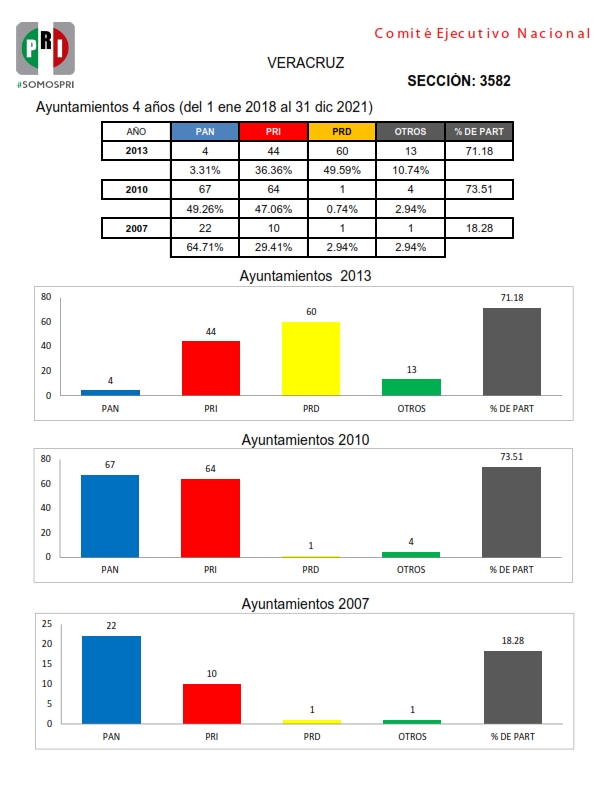 Comité Ejecutivo Nacional
PRI
#SOMOSPRI
VERACRUZ
SECCIÓN: 3582
Ayuntamientos 4 años (del 1 ene 2018 al 31 dic 2021)
AÑO PAN PRI PRD OTROS % DE PART
2013 4 44 60 13 71.18
3.31% 36.36% 49.59% 10.74%
2010 67 64 1 4 73.51
49.26% 47.06% 0.74% 2.94%
2007 22 10 1 1 18.28
64.71% 29.41% 2.94% 2.94%
Ayuntamientos 2013
80
60
40
20
0
4
44
60
13
71.18
PAN PRI PRD OTROS % DE PART
Ayuntamientos 2010
80
60
40
20
0
67
64
1
4
73.51
PAN PRI PRD OTROS % DE PART
Ayuntamientos 2007
25
20
15
10
5
0
22
10
1
1
18.28
PAN PRI PRD OTROS % DE PART